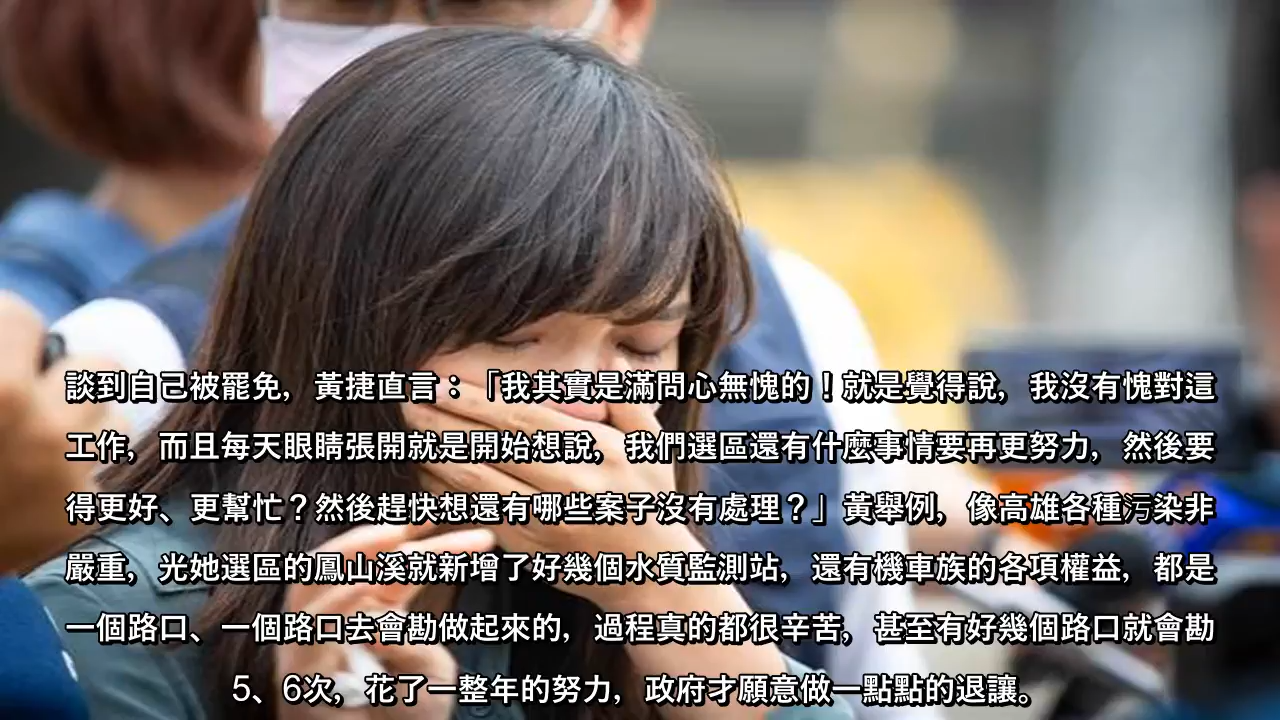 談到自己被罷免，黃捷直言：「我其實是滿問心無愧的！就是覺得說，我沒有愧對這
工作，而且每天眼睛張開就是開始想說，我們選區還有什麼事情要再更努力，然後要
得更好、更幫忙？然後趕快想還有哪些案子沒有處理？」黃舉例，像高雄各種污染非
嚴重，光她選區的鳳山溪就新增了好幾個水質監測站，還有機車族的各項權益，都是
一個路口、一個路口去會勘做起來的，過程真的都很辛苦，甚至有好幾個路口就會勘
5、6次，花了一整年的努力，政府才願意做一點點的退讓。